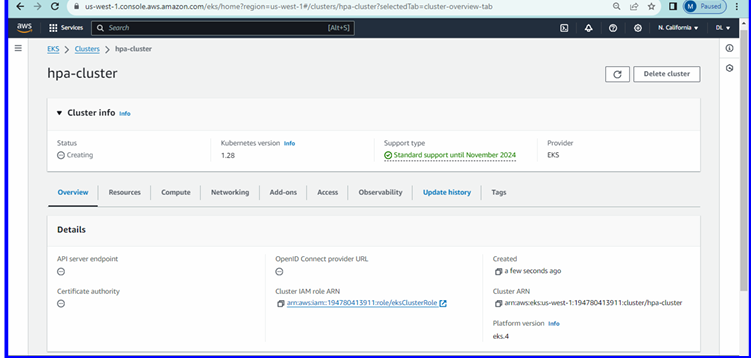 us-west-1.console.aws.amazon.com/eks/home?region=us-west-1#/clusters/hpa-cluster?selectedTab=cluster-overview-tab
M Paused
aws Services Search [Alt+S] N. California DL
EKS > Clusters > hpa-cluster
hpa-cluster
Delete cluster
Cluster info Info
Status Kubernetes version Info Support type Provider
Creating 1.28 Standard support until November 2024 EKS
Overview Resources Compute Networking Add-ons Access Observability Update history Tags
Details
API server endpoint OpenID Connect provider URL Created
a few seconds ago
Certificate authority Cluster IAM role ARN Cluster ARN
arn:aws:iam::194780413911:role/eksClusterRole arn:aws:eks:us-west-1:194780413911:cluster/hpa-cluster
Platform version Info
eks.4